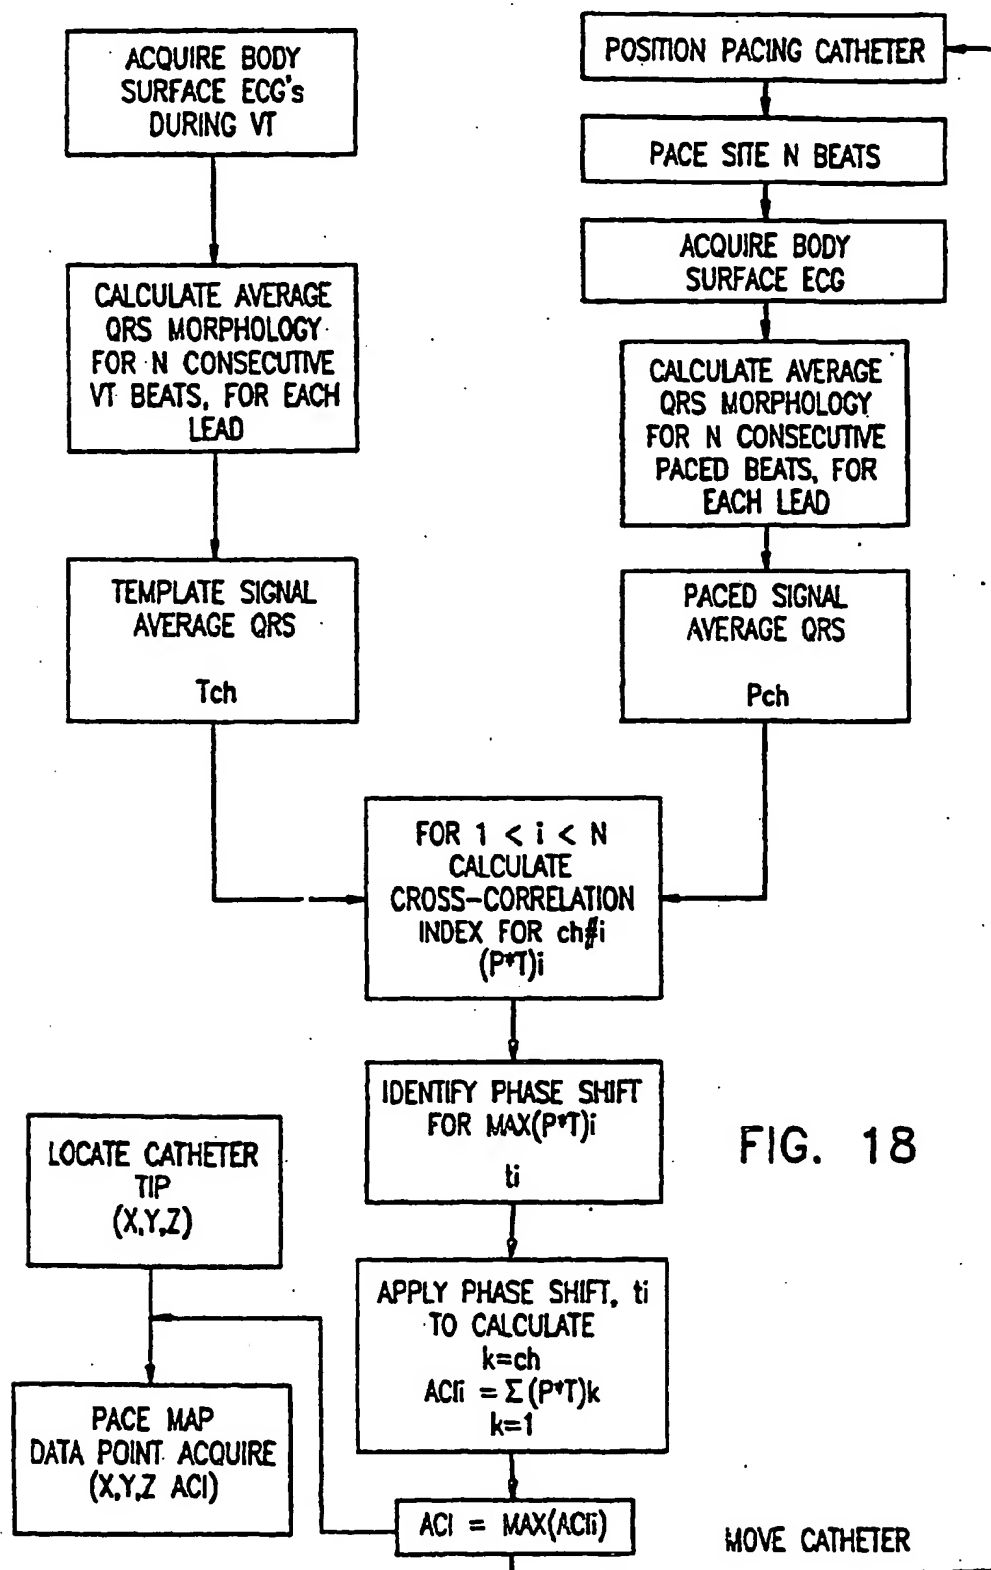 ACQUIRE BODY
SURFACE ECG's
DURING VT
CALCULATE AVERAGE
QRS MORPHOLOGY
FOR N CONSECUTIVE
VT BEATS, FOR EACH
LEAD
TEMPLATE SIGNAL
AVERAGE QRS
Tch
POSITION PACING CATHETER
PACE SITE N BEATS
ACQUIRE BODY
SURFACE ECG
CALCULATE AVERAGE
QRS MORPHOLOGY
FOR N CONSECUTIVE
PACED BEATS, FOR
EACH LEAD
PACED SIGNAL
AVERAGE QRS
Pch
FOR 1 < i < N
CALCULATE
CROSS-CORRELATION
INDEX FOR ch#i
(P*T)i
IDENTIFY PHASE SHIFT
FOR MAX(P*T)i
ti
APPLY PHASE SHIFT, ti
TO CALCULATE
k=ch
ACIi = Σ(P*T)k
k=1
ACI = MAX(ACIi)
LOCATE CATHETER
TIP
(X,Y,Z)
PACE MAP
DATA POINT ACQUIRE
(X,Y,Z ACI)
FIG. 18
MOVE CATHETER